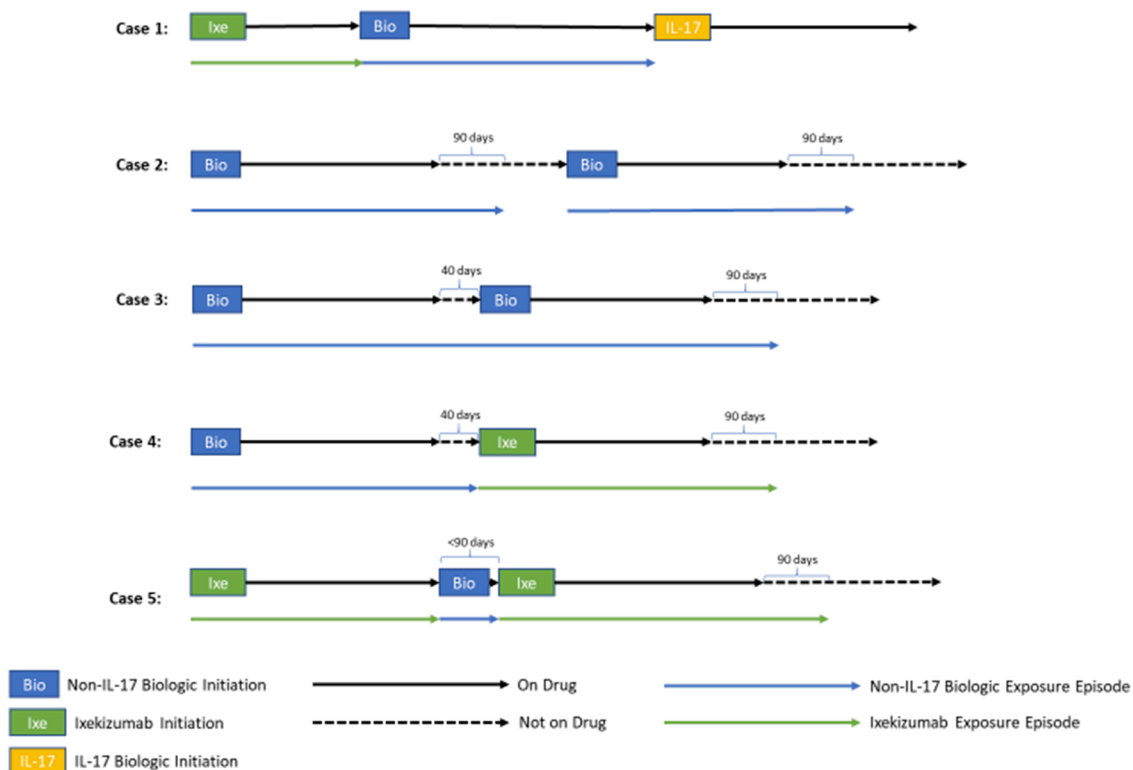 Case 1: Ixe Bio IL-17
90 days 90 days
Case 2: Bio Bio
40 days 90 days
Case 3: Bio Bio
40 days 90 days
Case 4: Bio Ixe
<90 days 90 days
Ixe Bio Ixe
Case 5:
Bio Non-IL-17 Biologic Initiation On Drug Non-IL-17 Biologic Exposure Episode
Ixe Ixekizumab Initiation Not on Drug Ixekizumab Exposure Episode
IL-17 IL-17 Biologic Initiation